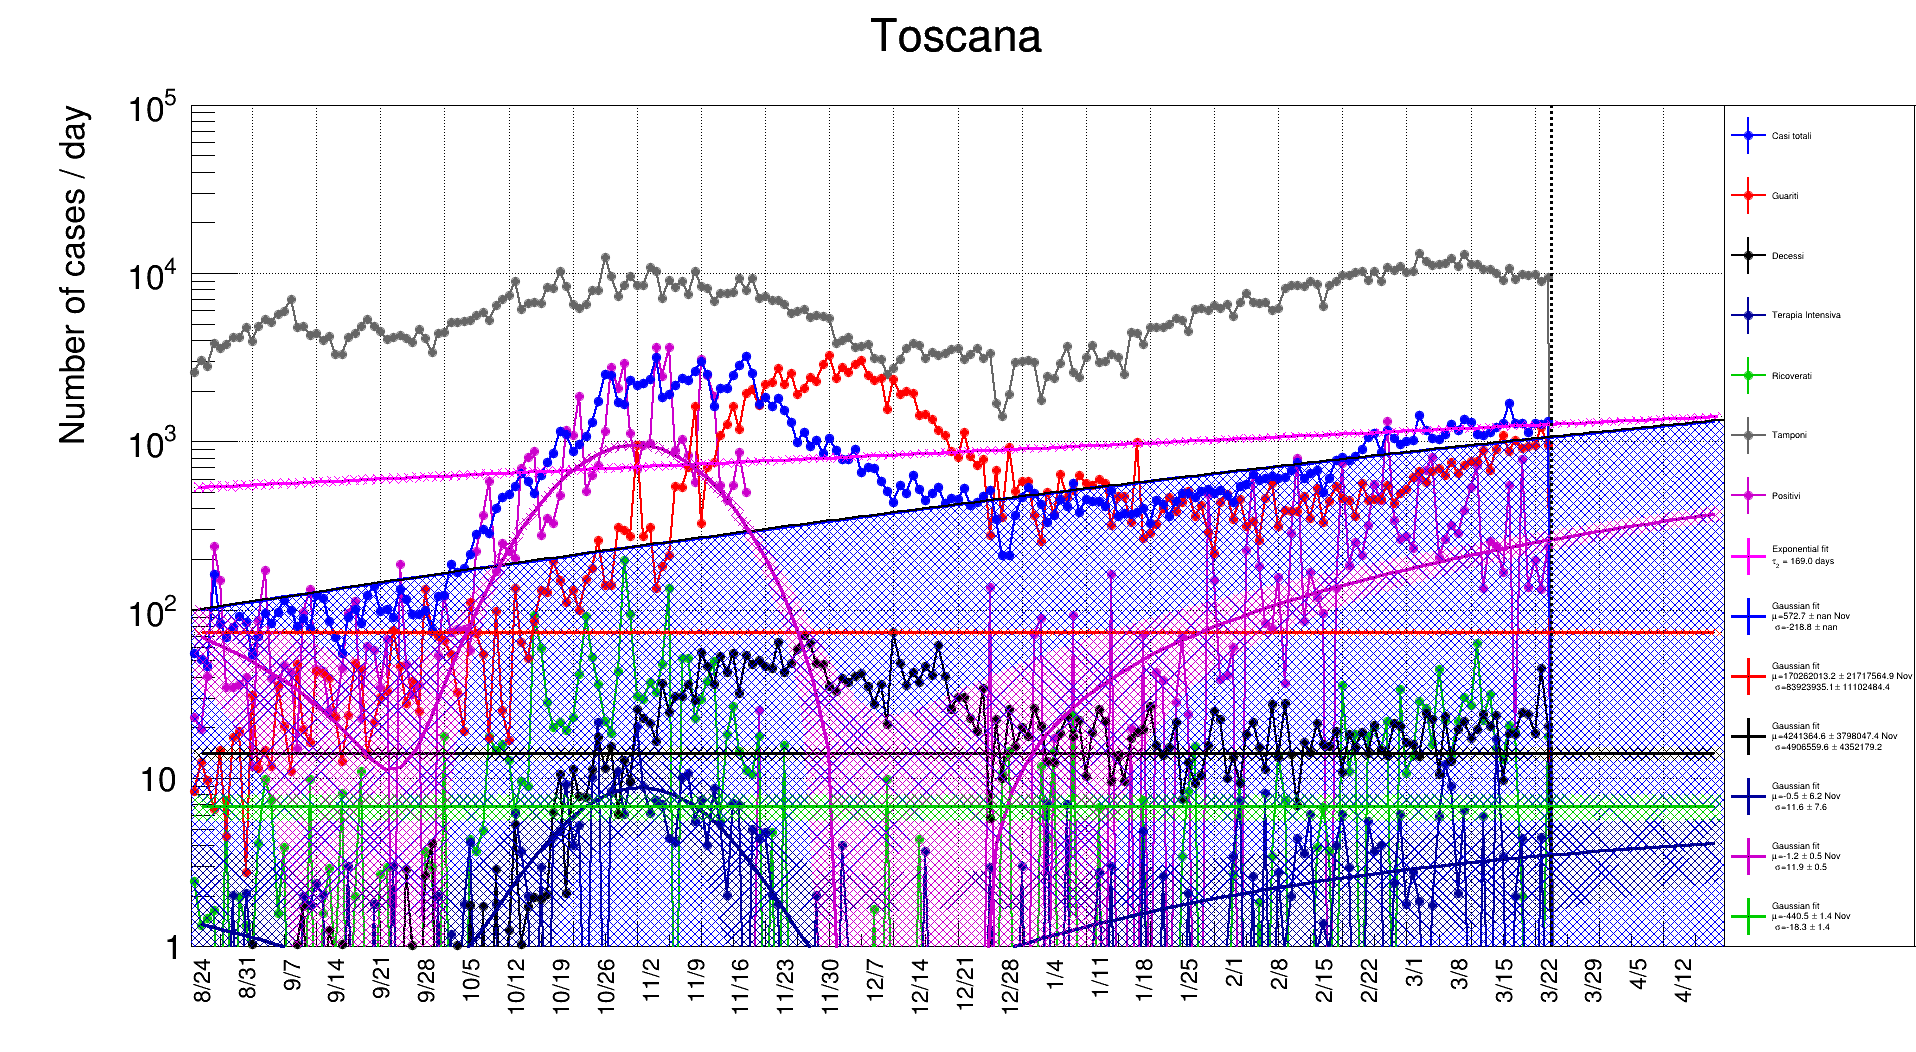 Toscana
Number of cases / day
10^5
10^4
10^3
10^2
10
1
8/24
8/31
9/7
9/14
9/21
9/28
10/5
10/12
10/19
10/26
11/2
11/9
11/16
11/23
11/30
12/7
12/14
12/21
12/28
1/4
1/11
1/18
1/25
2/1
2/8
2/15
2/22
3/1
3/8
3/15
3/22
3/29
4/5
4/12
Casi totali
Guariti
Decessi
Terapia Intensiva
Ricoverati
Tamponi
Positivi
Exponential fit
τ_2 = 169.0 days
Gaussian fit
μ=572.7 ± nan Nov
σ=-218.8 ± nan
Gaussian fit
μ=170262013.2 ± 21717564.9 Nov
σ=83923935.1 ± 11102484.4
Gaussian fit
μ=4241364.6 ± 3798047.4 Nov
σ=4906559.6 ± 4352179.2
Gaussian fit
μ=-0.5 ± 6.2 Nov
σ=11.6 ± 7.6
Gaussian fit
μ=-1.2 ± 0.5 Nov
σ=11.9 ± 0.5
Gaussian fit
μ=-440.5 ± 1.4 Nov
σ=-18.3 ± 1.4